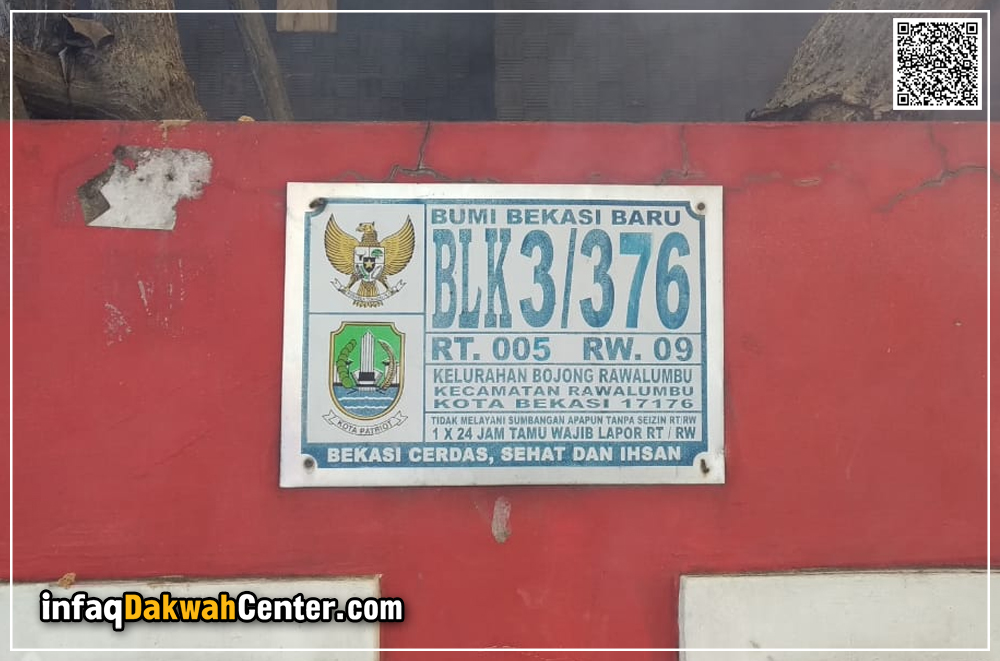 BUMI BEKASI BARU
BLK 3/376
RT. 005 RW. 09
KELURAHAN BOJONG RAWALUMBU
KECAMATAN RAWALUMBU
KOTA BEKASI 17176
TIDAK MELAYANI SUMBANGAN APAPUN TANPA SEIZIN RT/RW
1 X 24 JAM TAMU WAJIB LAPOR RT / RW
KOTA PATRIOT
BEKASI CERDAS, SEHAT DAN IHSAN
infaqDakwahCenter.com